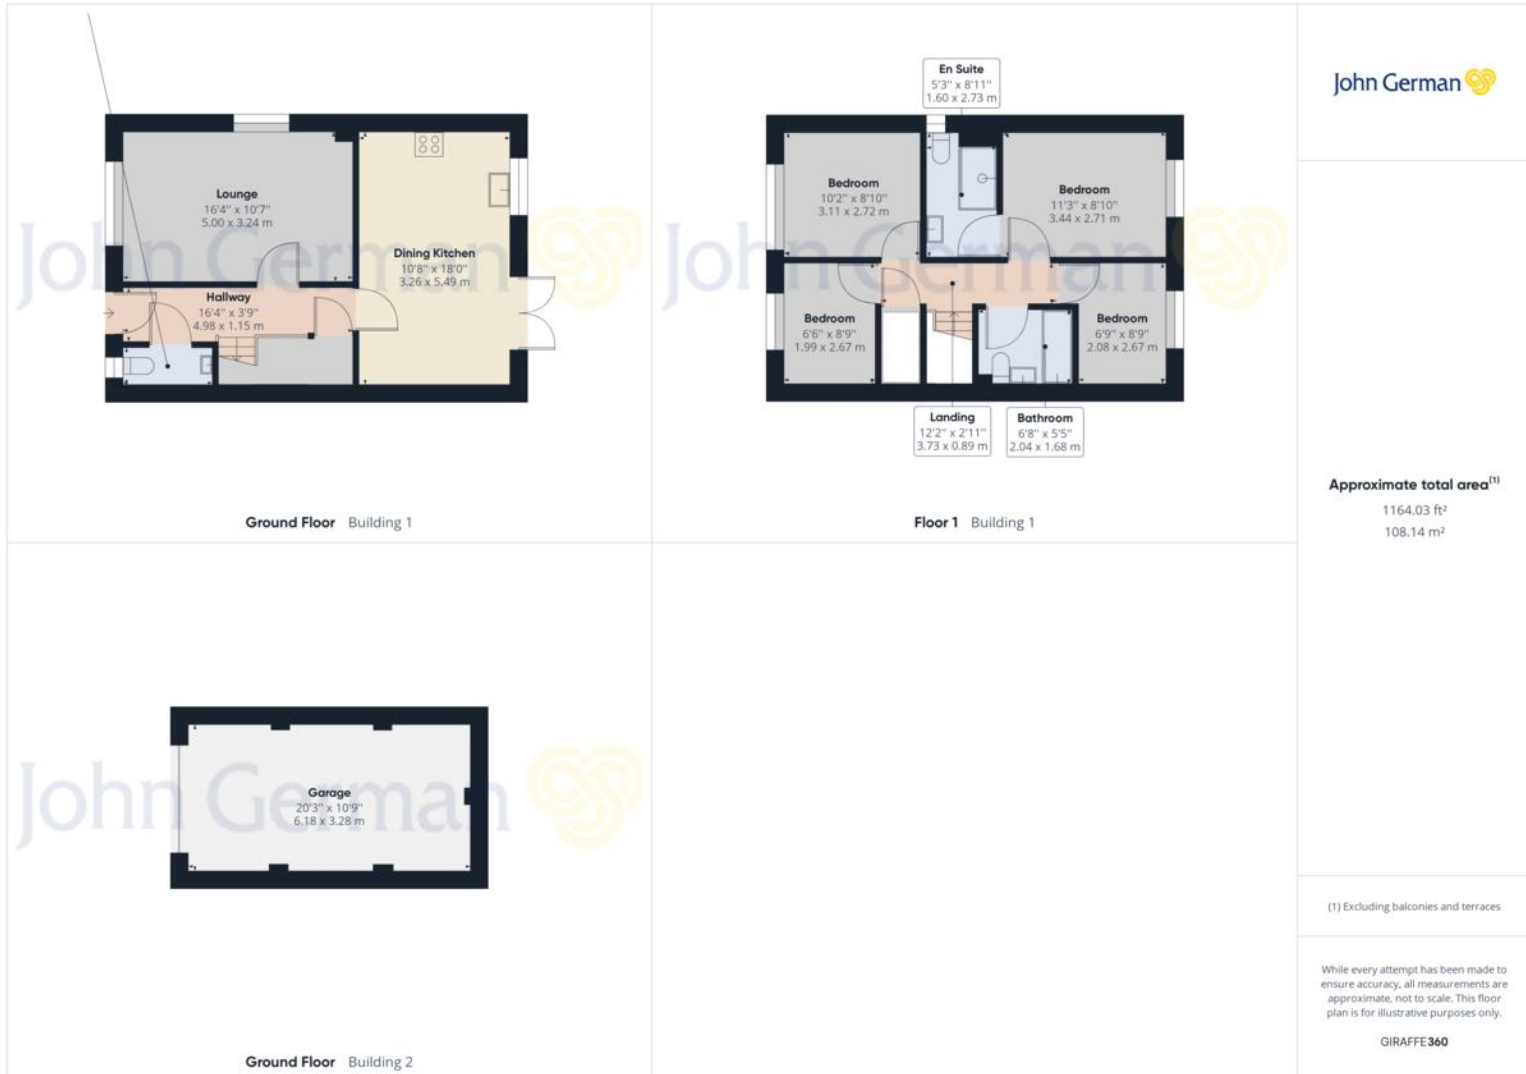 John German
Lounge
16'4" x 10'7"
5.00 x 3.24 m
Dining Kitchen
10'8" x 18'0"
3.26 x 5.49 m
Hallway
16'4" x 3'9"
4.98 x 1.15 m
John German
Ground Floor Building 1
En Suite
5'3" x 8'11"
1.60 x 2.73 m
Bedroom
10'2" x 8'10"
3.11 x 2.72 m
Bedroom
11'3" x 8'10"
3.44 x 2.71 m
Bedroom
6'6" x 8'9"
1.99 x 2.67 m
Bedroom
6'9" x 8'9"
2.08 x 2.67 m
Landing
12'2" x 2'11"
3.73 x 0.89 m
Bathroom
6'8" x 5'5"
2.04 x 1.68 m
John German
Floor 1 Building 1
Garage
20'3" x 10'9"
6.18 x 3.28 m
John German
Ground Floor Building 2
Approximate total area(1)
1164.03 ft²
108.14 m²
(1) Excluding balconies and terraces
While every attempt has been made to
ensure accuracy, all measurements are
approximate, not to scale. This floor
plan is for illustrative purposes only.
GIRAFFE360